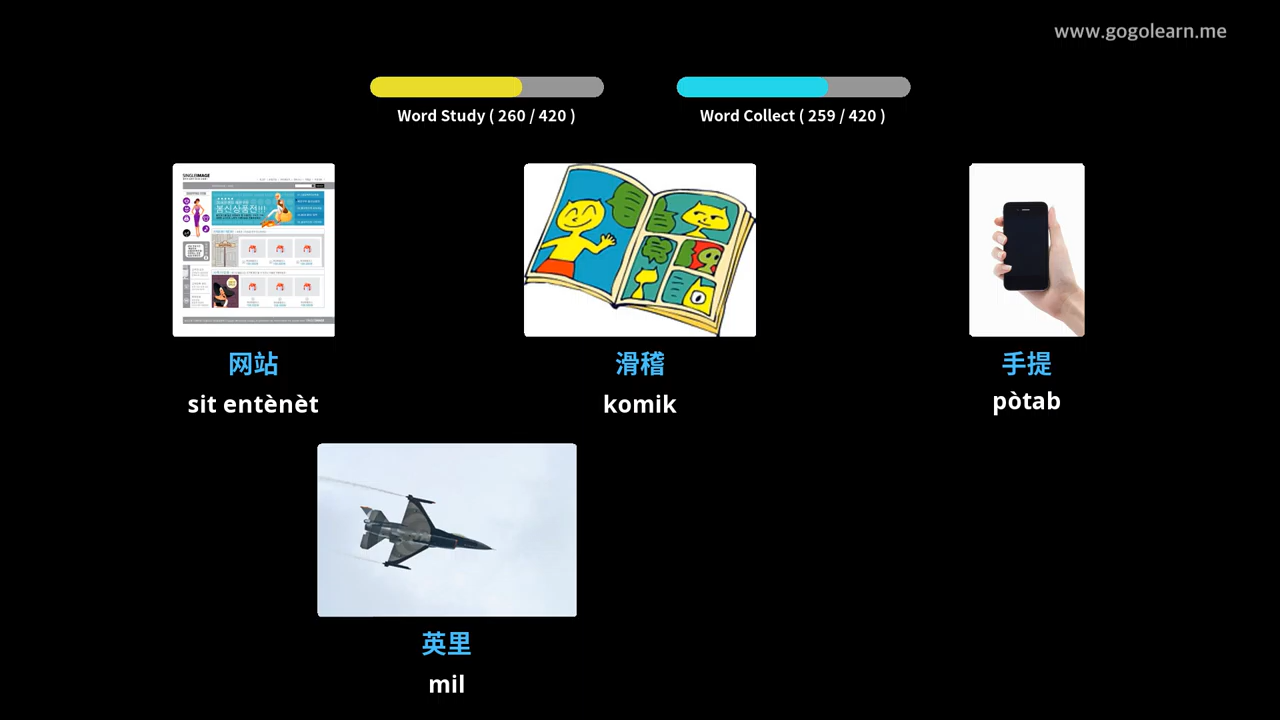 www.gogolearn.me
Word Study ( 260 / 420 )
Word Collect ( 259 / 420 )
网站
sit entènèt
滑稽
komik
手提
pòtab
英里
mil